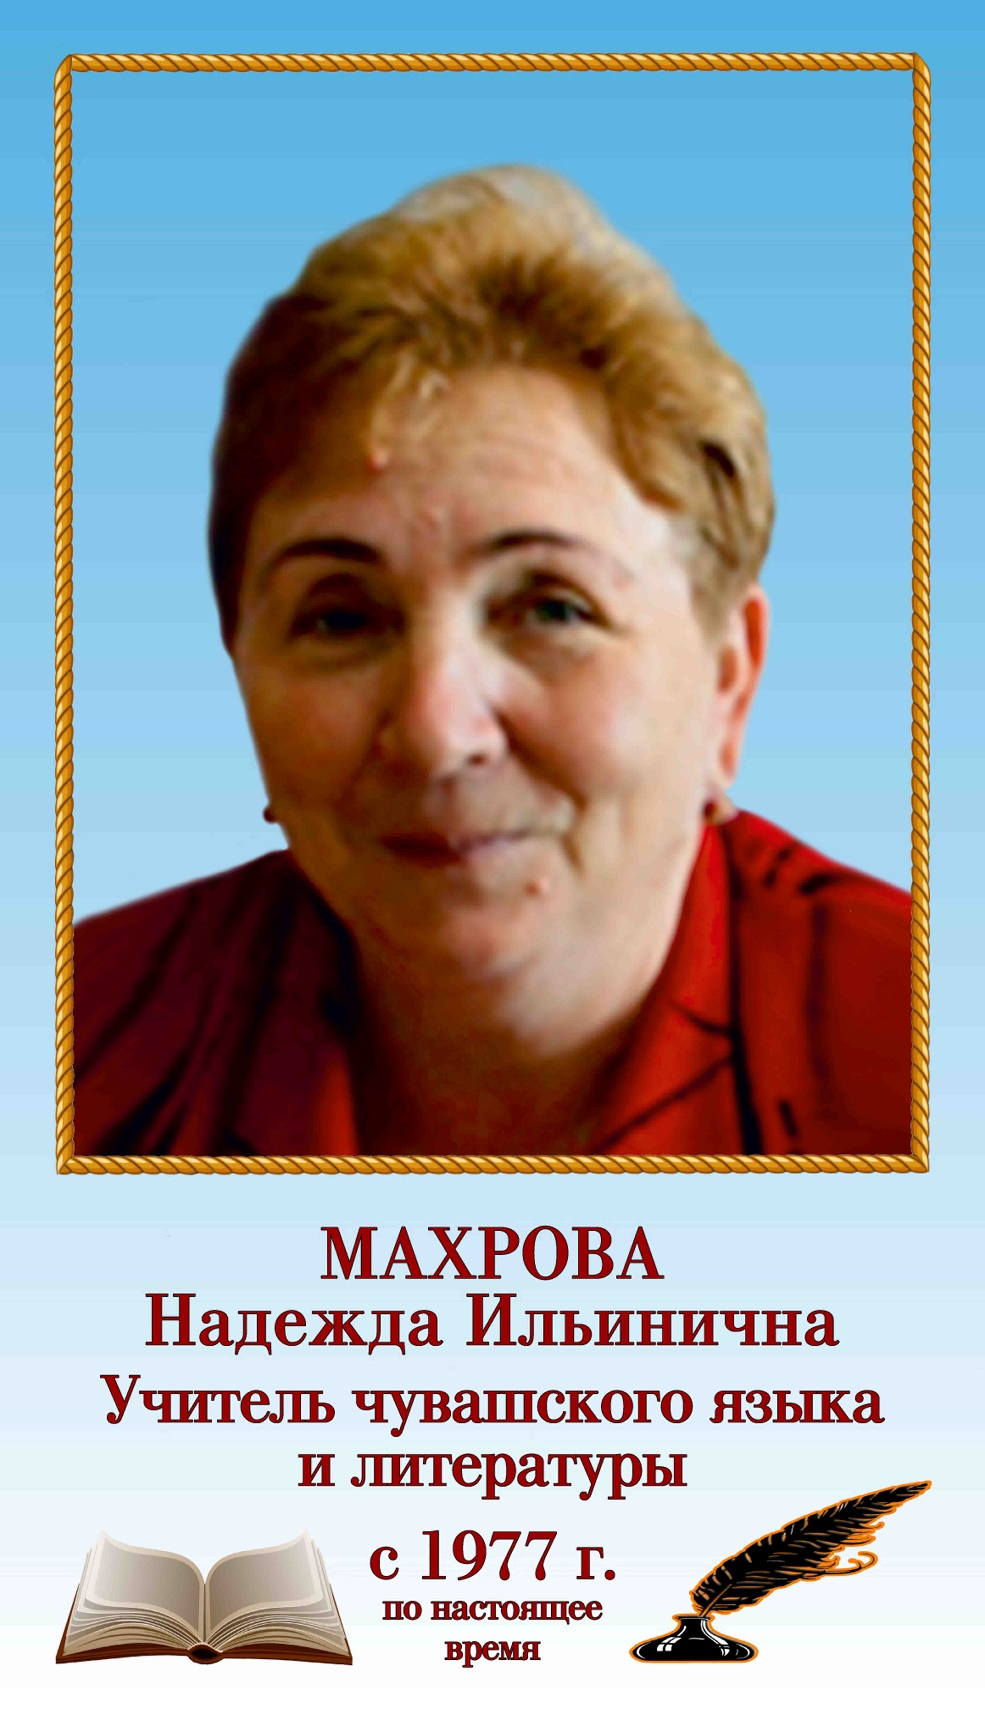 МАХРОВА
Надежда Ильинична
Учитель чувашского языка
и литературы
с 1977 г.
по настоящее
время